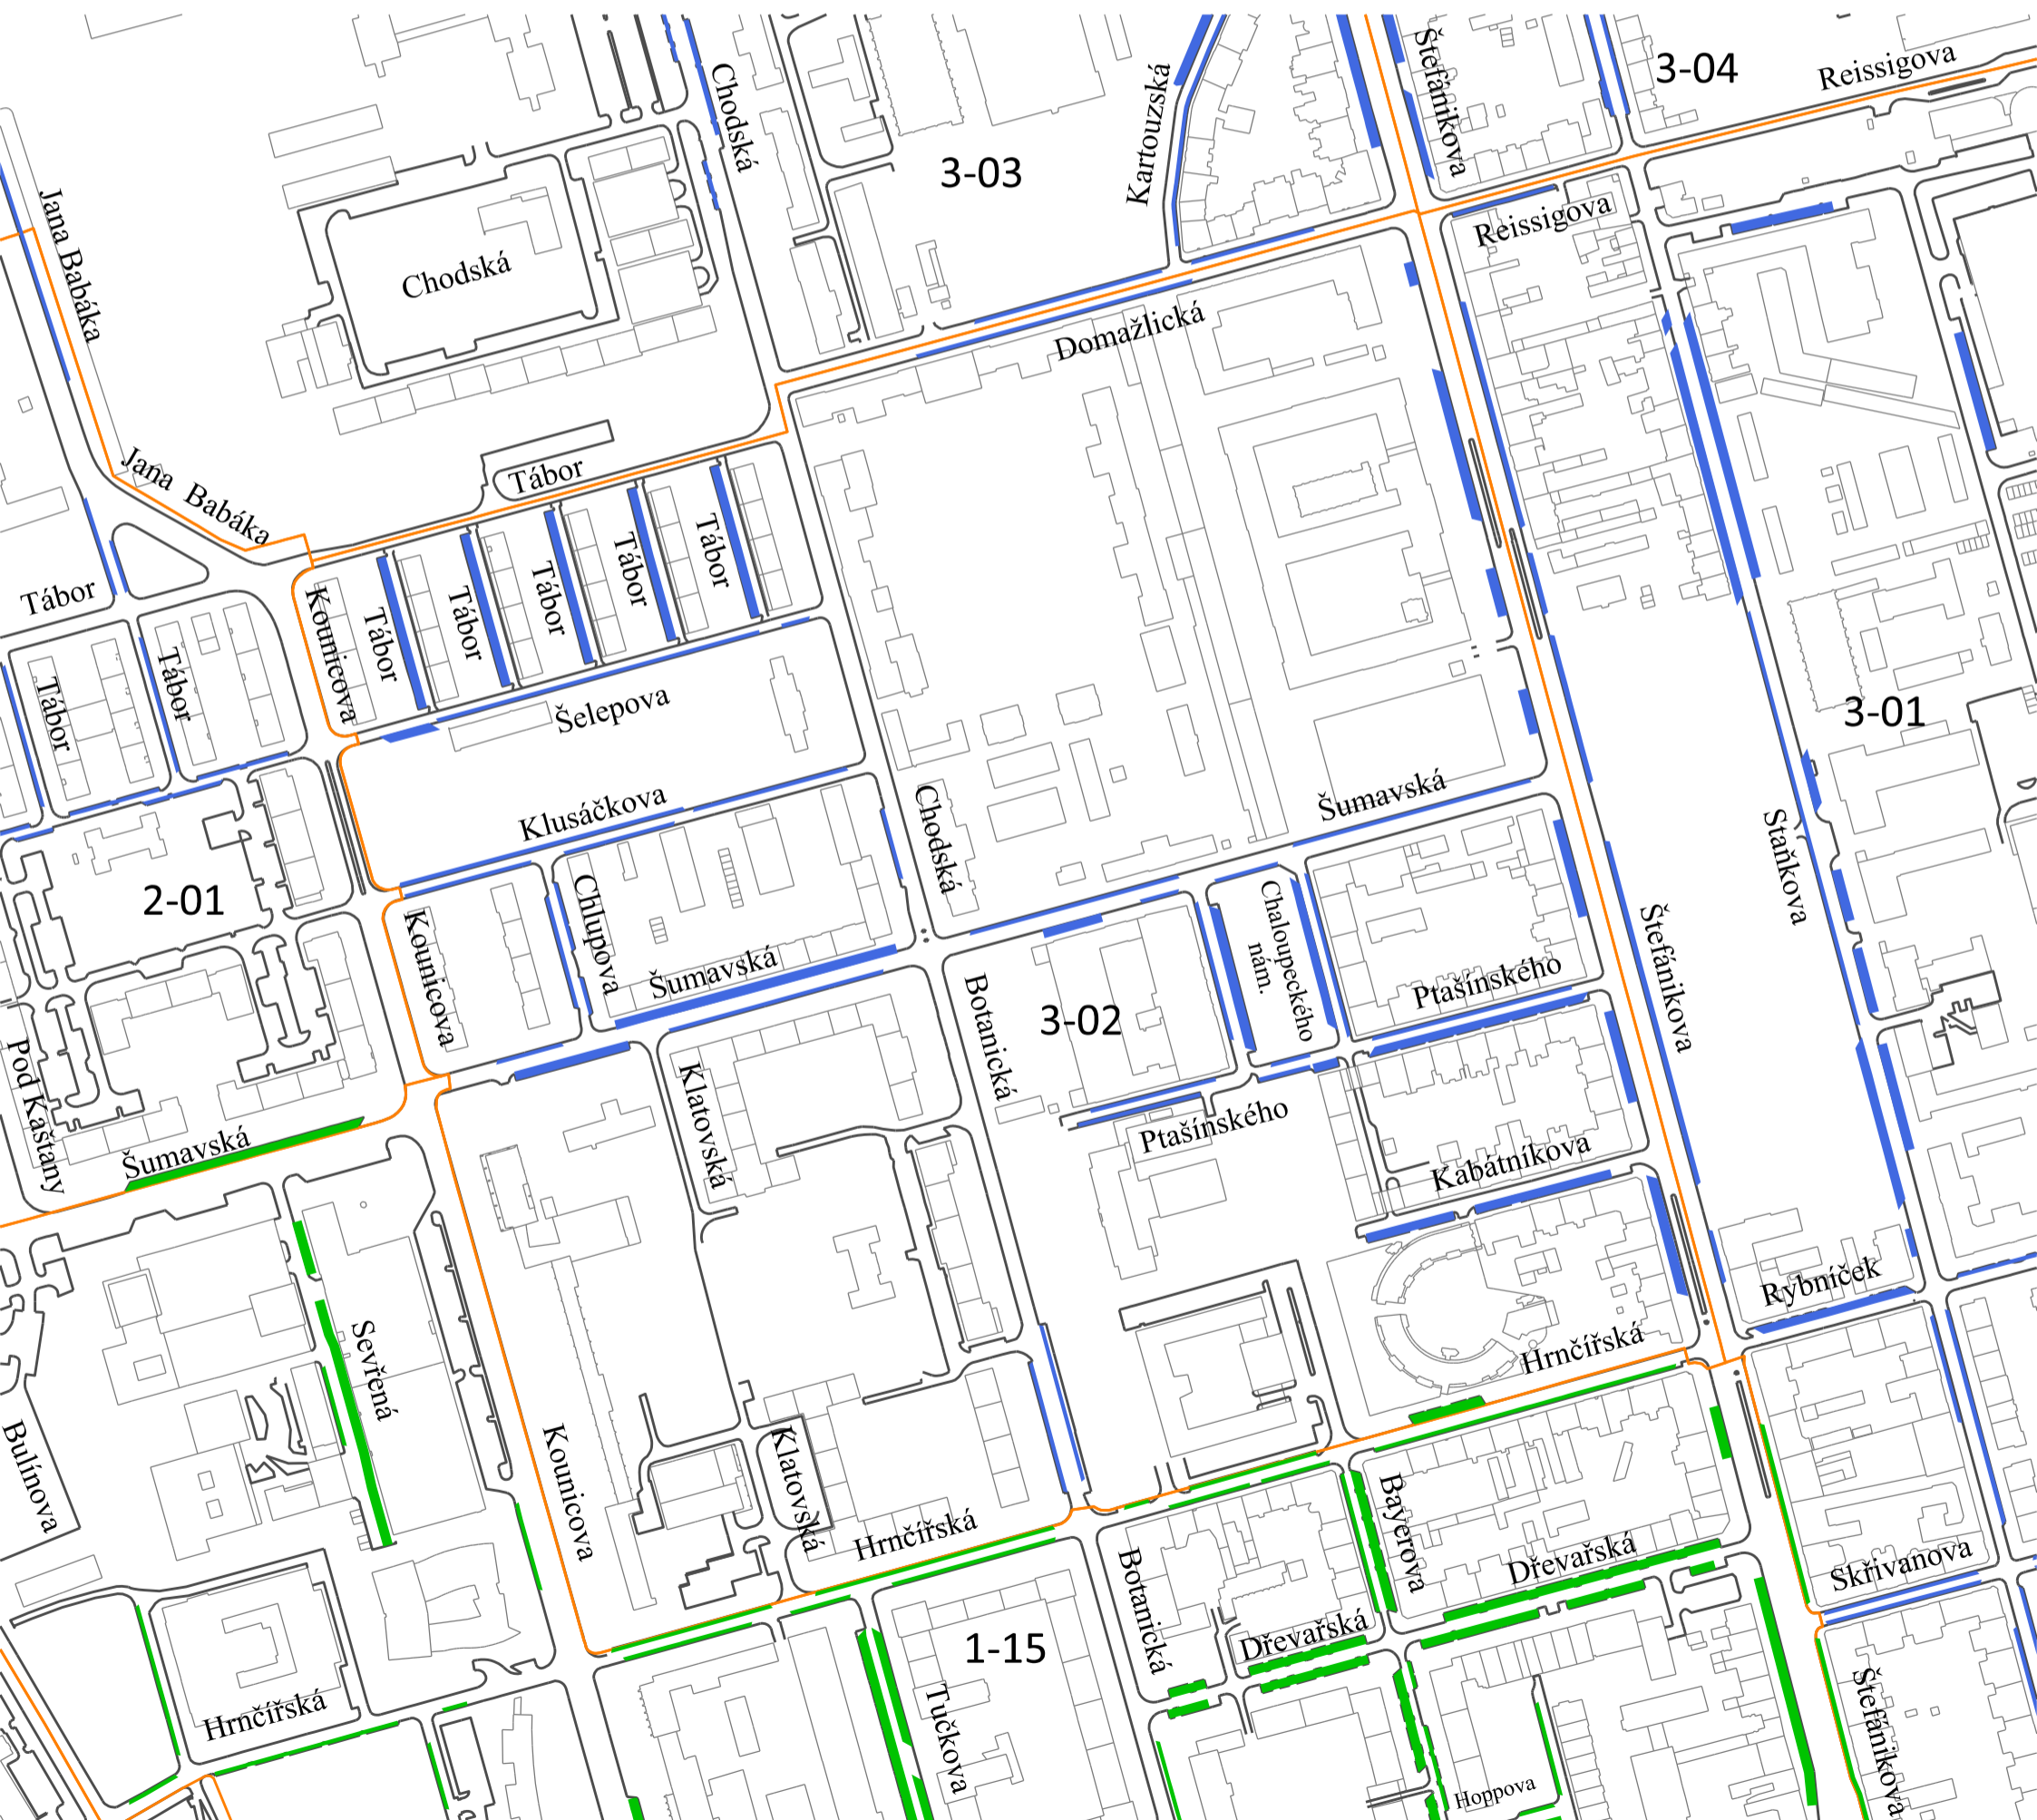 Štefánikova
3-04
Reissigova
Chodská
Kartouzská
3-03
Jana Babáka
Chodská
Reissigova
Domažlická
Jana Babáka
Tábor
Tábor
Tábor
Tábor
Tábor
Tábor
Tábor
Kounicova
Tábor
Tábor
Šelepova
3-01
Klusáčkova
Šumavská
Chodská
Staňkova
2-01
Chlupova
Chaloupeckého
nám.
Kounicova
Šumavská
Štefánikova
Ptašínského
Botanická
3-02
Pod Kaštany
Klatovská
Ptašínského
Šumavská
Kabátníkova
Rybníček
Sevřená
Hrnčířská
Bulínova
Kounicova
Klatovská
Hrnčířská
Bayerova
Dřevařská
Skřivanova
Botanická
Dřevařská
1-15
Hrnčířská
Tučkova
Štefánikova
Hoppova